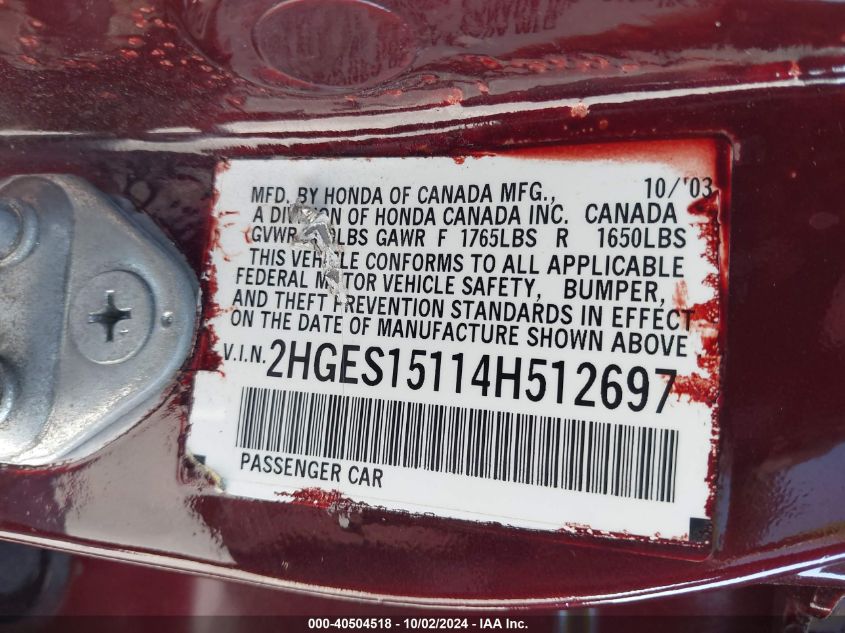 MFD. BY HONDA OF CANADA MFG., 10/'03
A DIVISION OF HONDA CANADA INC. CANADA
GVWR LBS GAWR F 1765LBS R 1650LBS
THIS VEHICLE CONFORMS TO ALL APPLICABLE
FEDERAL MOTOR VEHICLE SAFETY, BUMPER,
AND THEFT PREVENTION STANDARDS IN EFFECT
ON THE DATE OF MANUFACTURE SHOWN ABOVE
V.I.N. 2HGES15114H512697
PASSENGER CAR
000-40504518 - 10/02/2024 - IAA Inc.